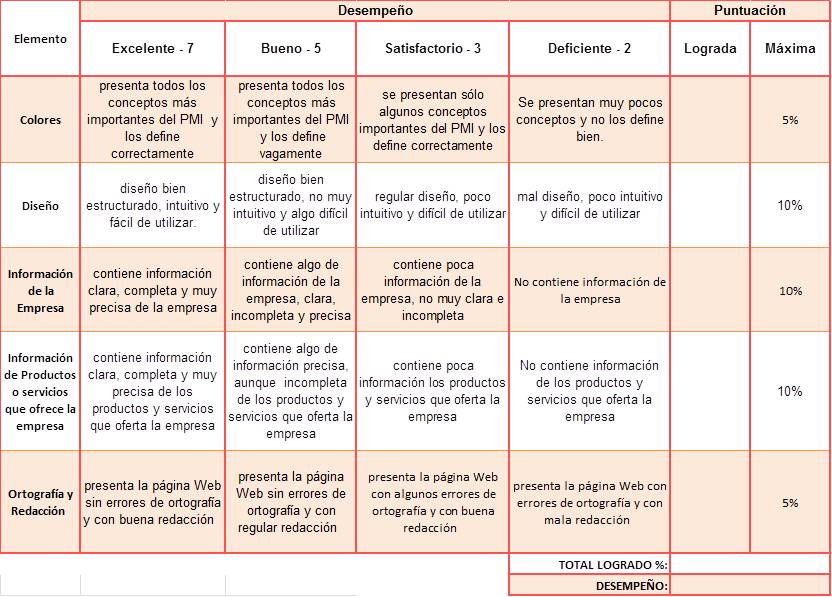 Elemento
Desempeño
Puntuación
Excelente - 7
Bueno - 5
Satisfactorio - 3
Deficiente - 2
Lograda
Máxima
Colores
presenta todos los
conceptos más
importantes del PMI y
los define
correctamente
presenta todos los
conceptos más
importantes del PMI
y los define
vagamente
se presentan sólo
algunos conceptos
importantes del PMI y los
define correctamente
Se presentan muy pocos
conceptos y no los define
bien.
5%
Diseño
diseño bien
estructurado, intuitivo y
fácil de utilizar.
diseño bien
estructurado, no muy
intuitivo y algo difícil
de utilizar
regular diseño, poco
intuitivo y difícil de utilizar
mal diseño, poco intuitivo
y difícil de utilizar
10%
Información
de la
Empresa
contiene información
clara, completa y muy
precisa de la empresa
contiene algo de
información de la
empresa, clara,
incompleta y precisa
contiene poca
información de la
empresa, no muy clara e
incompleta
No contiene información de
la empresa
10%
Información
de Productos
o servicios
que ofrece la
empresa
contiene información
clara, completa y muy
precisa de los
productos y servicios
que oferta la empresa
contiene algo de
información precisa,
aunque incompleta
de los productos y
servicios que oferta la
empresa
contiene poca
información los productos
y servicios que oferta la
empresa
No contiene información
de los productos y
servicios que oferta la
empresa
10%
Ortografía y
Redacción
presenta la página Web
sin errores de ortografía
y con buena redacción
presenta la página
Web sin errores de
ortografía y con
regular redacción
presenta la página Web
con algunos errores de
ortografía y con buena
redacción
presenta la página Web con
errores de ortografía y con
mala redacción
5%
TOTAL LOGRADO %:
DESEMPEÑO: